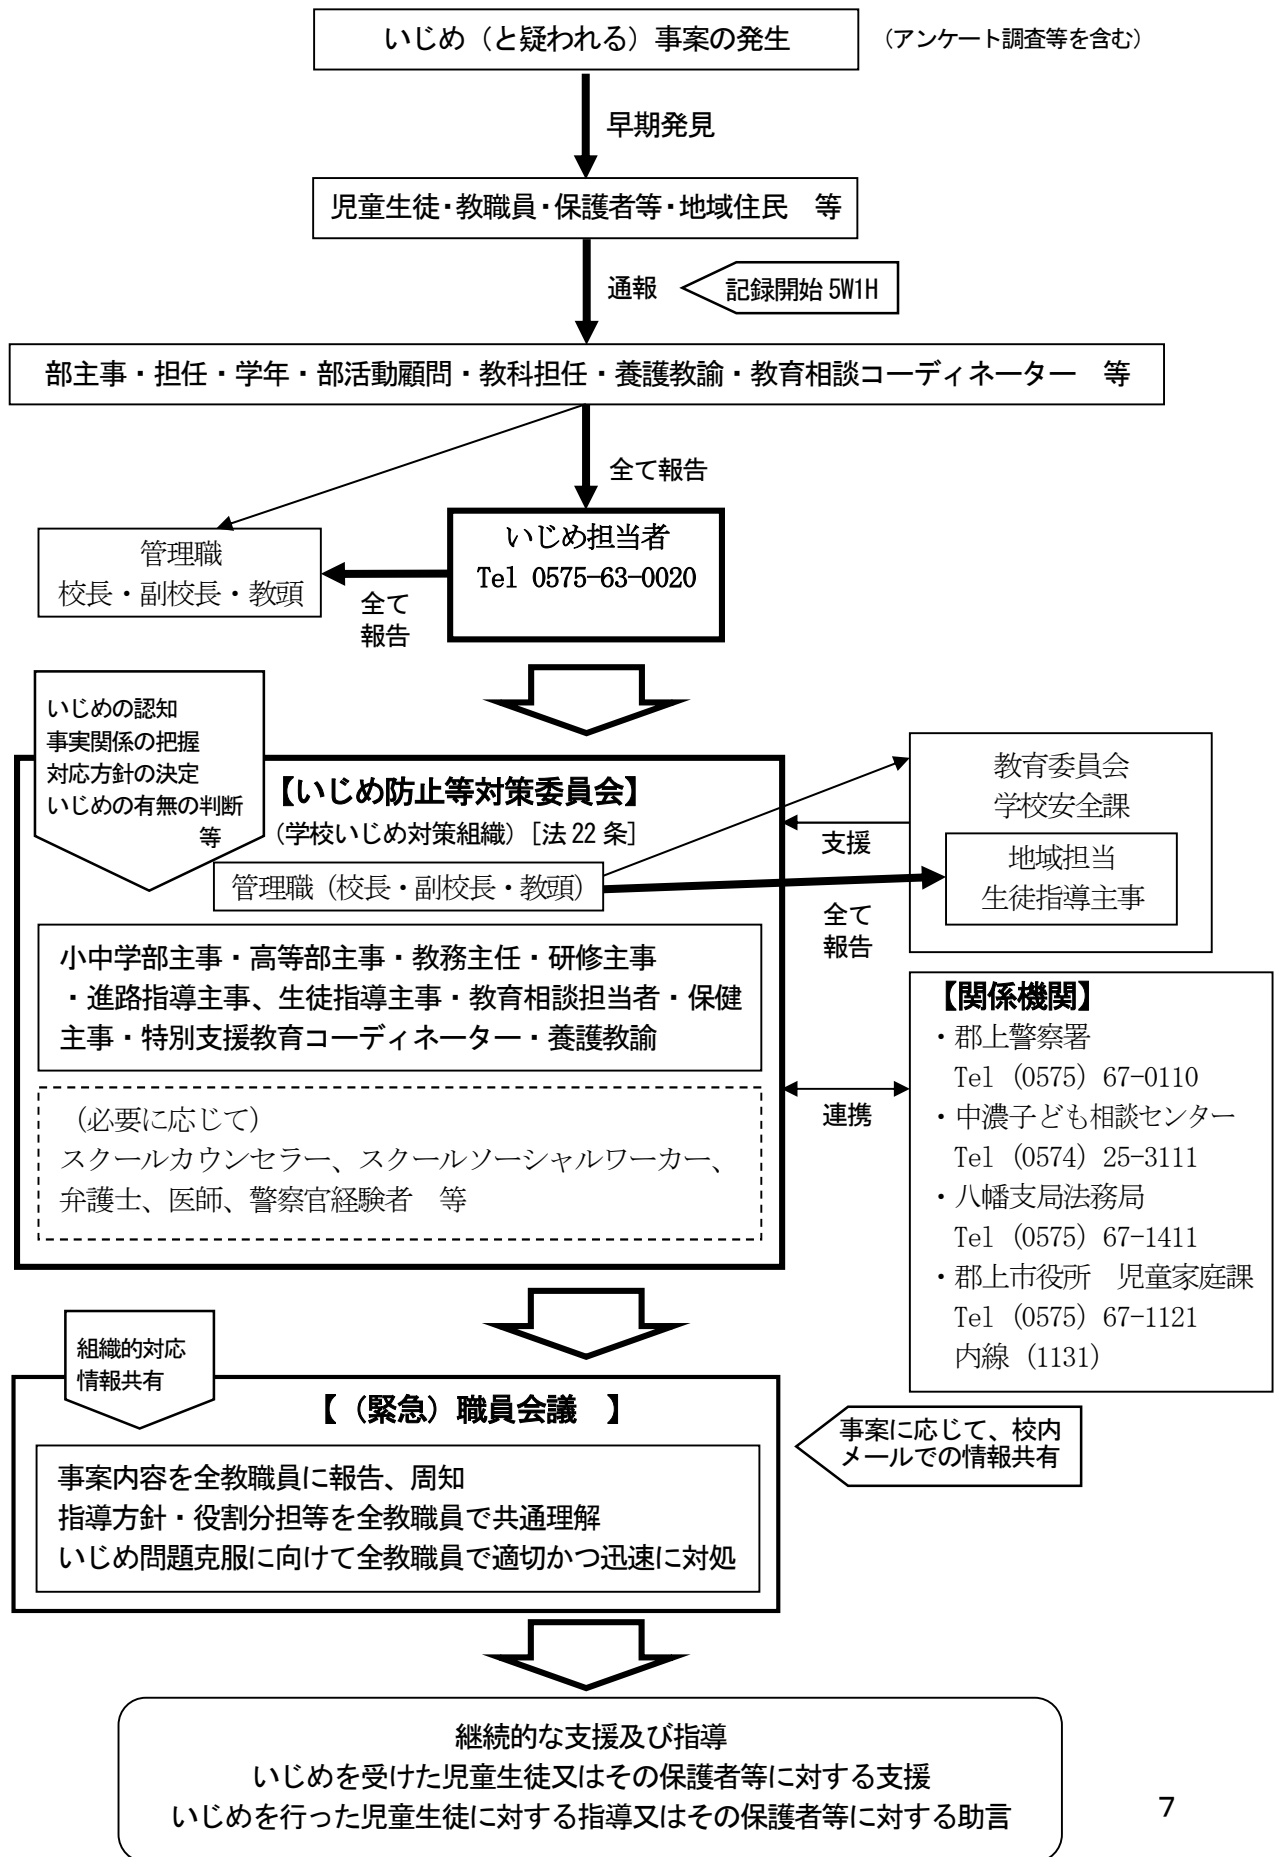 いじめ（と疑われる）事案の発生
（アンケート調査等を含む）
早期発見
児童生徒・教職員・保護者等・地域住民　等
通報
記録開始 5W1H
部主事・担任・学年・部活動顧問・教科担任・養護教諭・教育相談コーディネーター　等
全て報告
いじめ担当者
Tel 0575-63-0020
管理職
校長・副校長・教頭
全て
報告
いじめの認知
事実関係の把握
対応方針の決定
いじめの有無の判断
等
【いじめ防止等対策委員会】
（学校いじめ対策組織）［法 22 条］
管理職（校長・副校長・教頭）
小中学部主事・高等部主事・教務主任・研修主事
・進路指導主事、生徒指導主事・教育相談担当者・保健
主事・特別支援教育コーディネーター・養護教諭
（必要に応じて）
スクールカウンセラー、スクールソーシャルワーカー、
弁護士、医師、警察官経験者　等
教育委員会
学校安全課
地域担当
生徒指導主事
支援
全て
報告
連携
【関係機関】
・郡上警察署
Tel（0575）67-0110
・中濃子ども相談センター
Tel（0574）25-3111
・八幡支局法務局
Tel（0575）67-1411
・郡上市役所　児童家庭課
Tel（0575）67-1121
内線（1131）
組織的対応
情報共有
【（緊急）職員会議　】
事案内容を全教職員に報告、周知
指導方針・役割分担等を全教職員で共通理解
いじめ問題克服に向けて全教職員で適切かつ迅速に対処
事案に応じて、校内
メールでの情報共有
継続的な支援及び指導
いじめを受けた児童生徒又はその保護者等に対する支援
いじめを行った児童生徒に対する指導又はその保護者等に対する助言
7